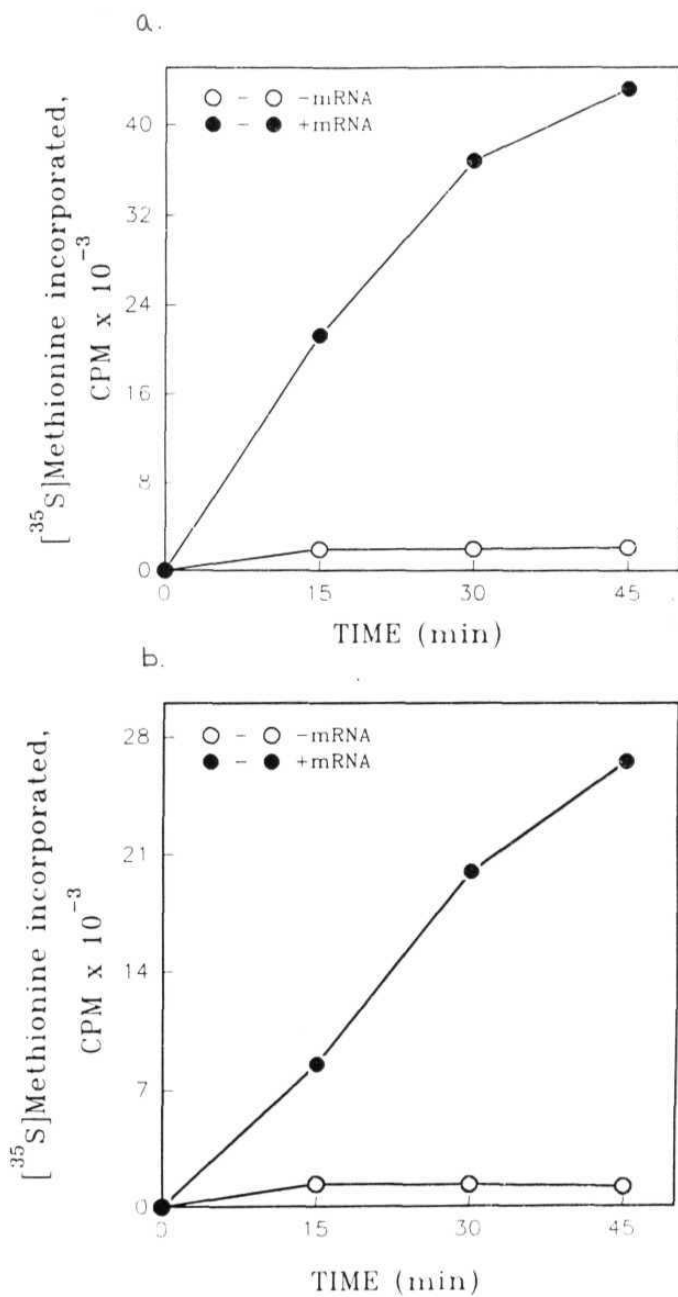 a.
○ - ○ -mRNA
● - ● +mRNA
40
32
24
16
8
0
0 15 30 45
TIME (min)
[³⁵S]Methionine incorporated,
CPM x 10⁻³
b.
○ - ○ -mRNA
● - ● +mRNA
28
21
14
7
0
0 15 30 45
TIME (min)
[³⁵S]Methionine incorporated,
CPM x 10⁻³